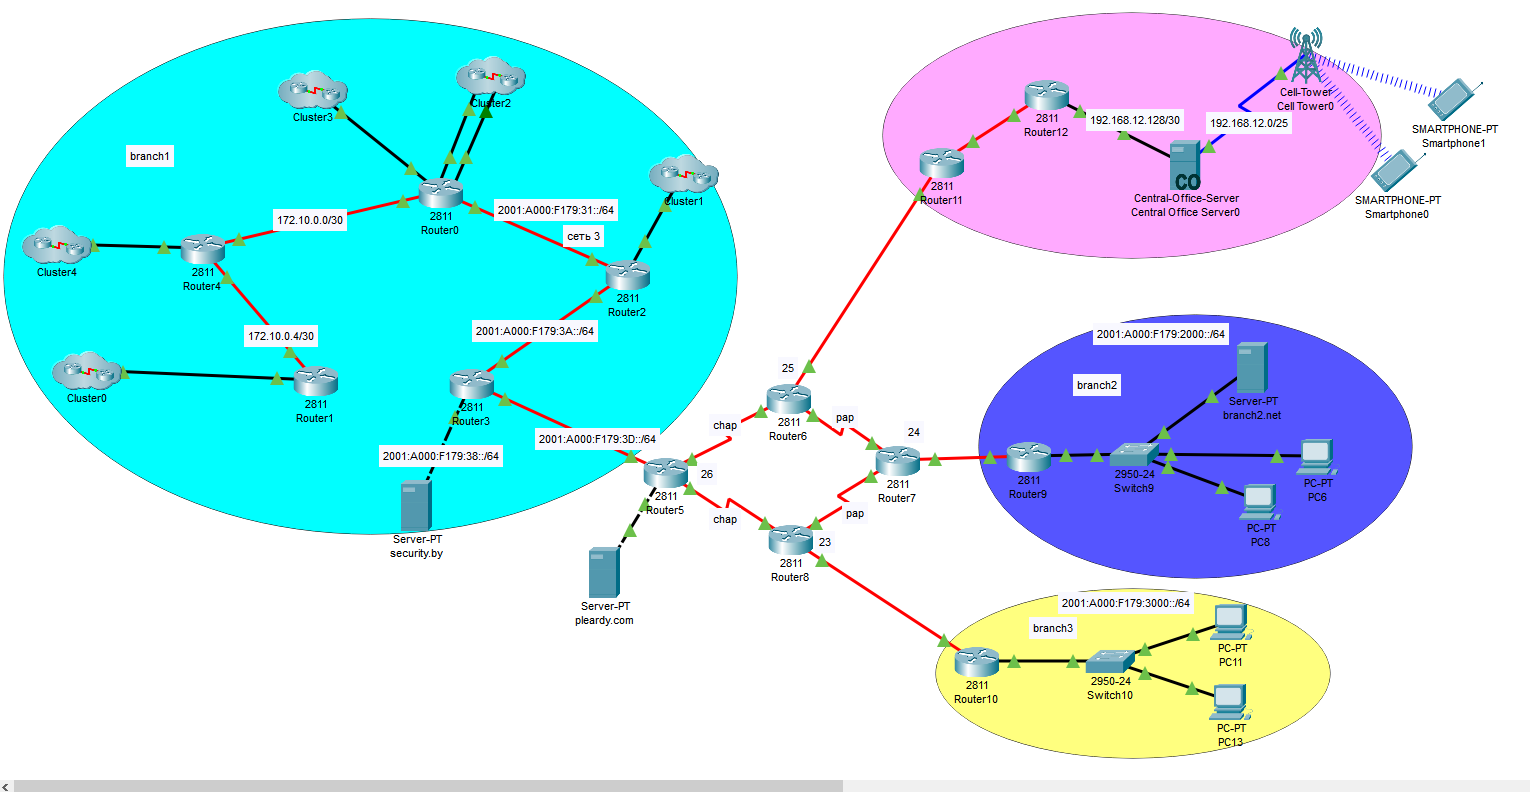 branch1
Cluster3
Cluster2
Cluster1
Cluster4
Cluster0
2811
Router0
172.10.0.0/30
2001:A000:F179:31::/64
сеть 3
2811
Router4
2811
Router2
172.10.0.4/30
2001:A000:F179:3A::/64
2811
Router1
2811
Router3
2001:A000:F179:3D::/64
2001:A000:F179:38::/64
Server-PT
security.by
2811
Router5
26
Server-PT
pleardy.com
chap
chap
25
2811
Router6
pap
24
2811
Router7
pap
23
2811
Router8
2811
Router12
2811
Router11
192.168.12.128/30
192.168.12.0/25
Cell-Tower
Cell Tower0
CO
Central-Office-Server
Central Office Server0
SMARTPHONE-PT
Smartphone1
SMARTPHONE-PT
Smartphone0
2001:A000:F179:2000::/64
branch2
Server-PT
branch2.net
2811
Router9
2950-24
Switch9
PC-PT
PC6
PC-PT
PC8
2001:A000:F179:3000::/64
branch3
2811
Router10
2950-24
Switch10
PC-PT
PC11
PC-PT
PC13